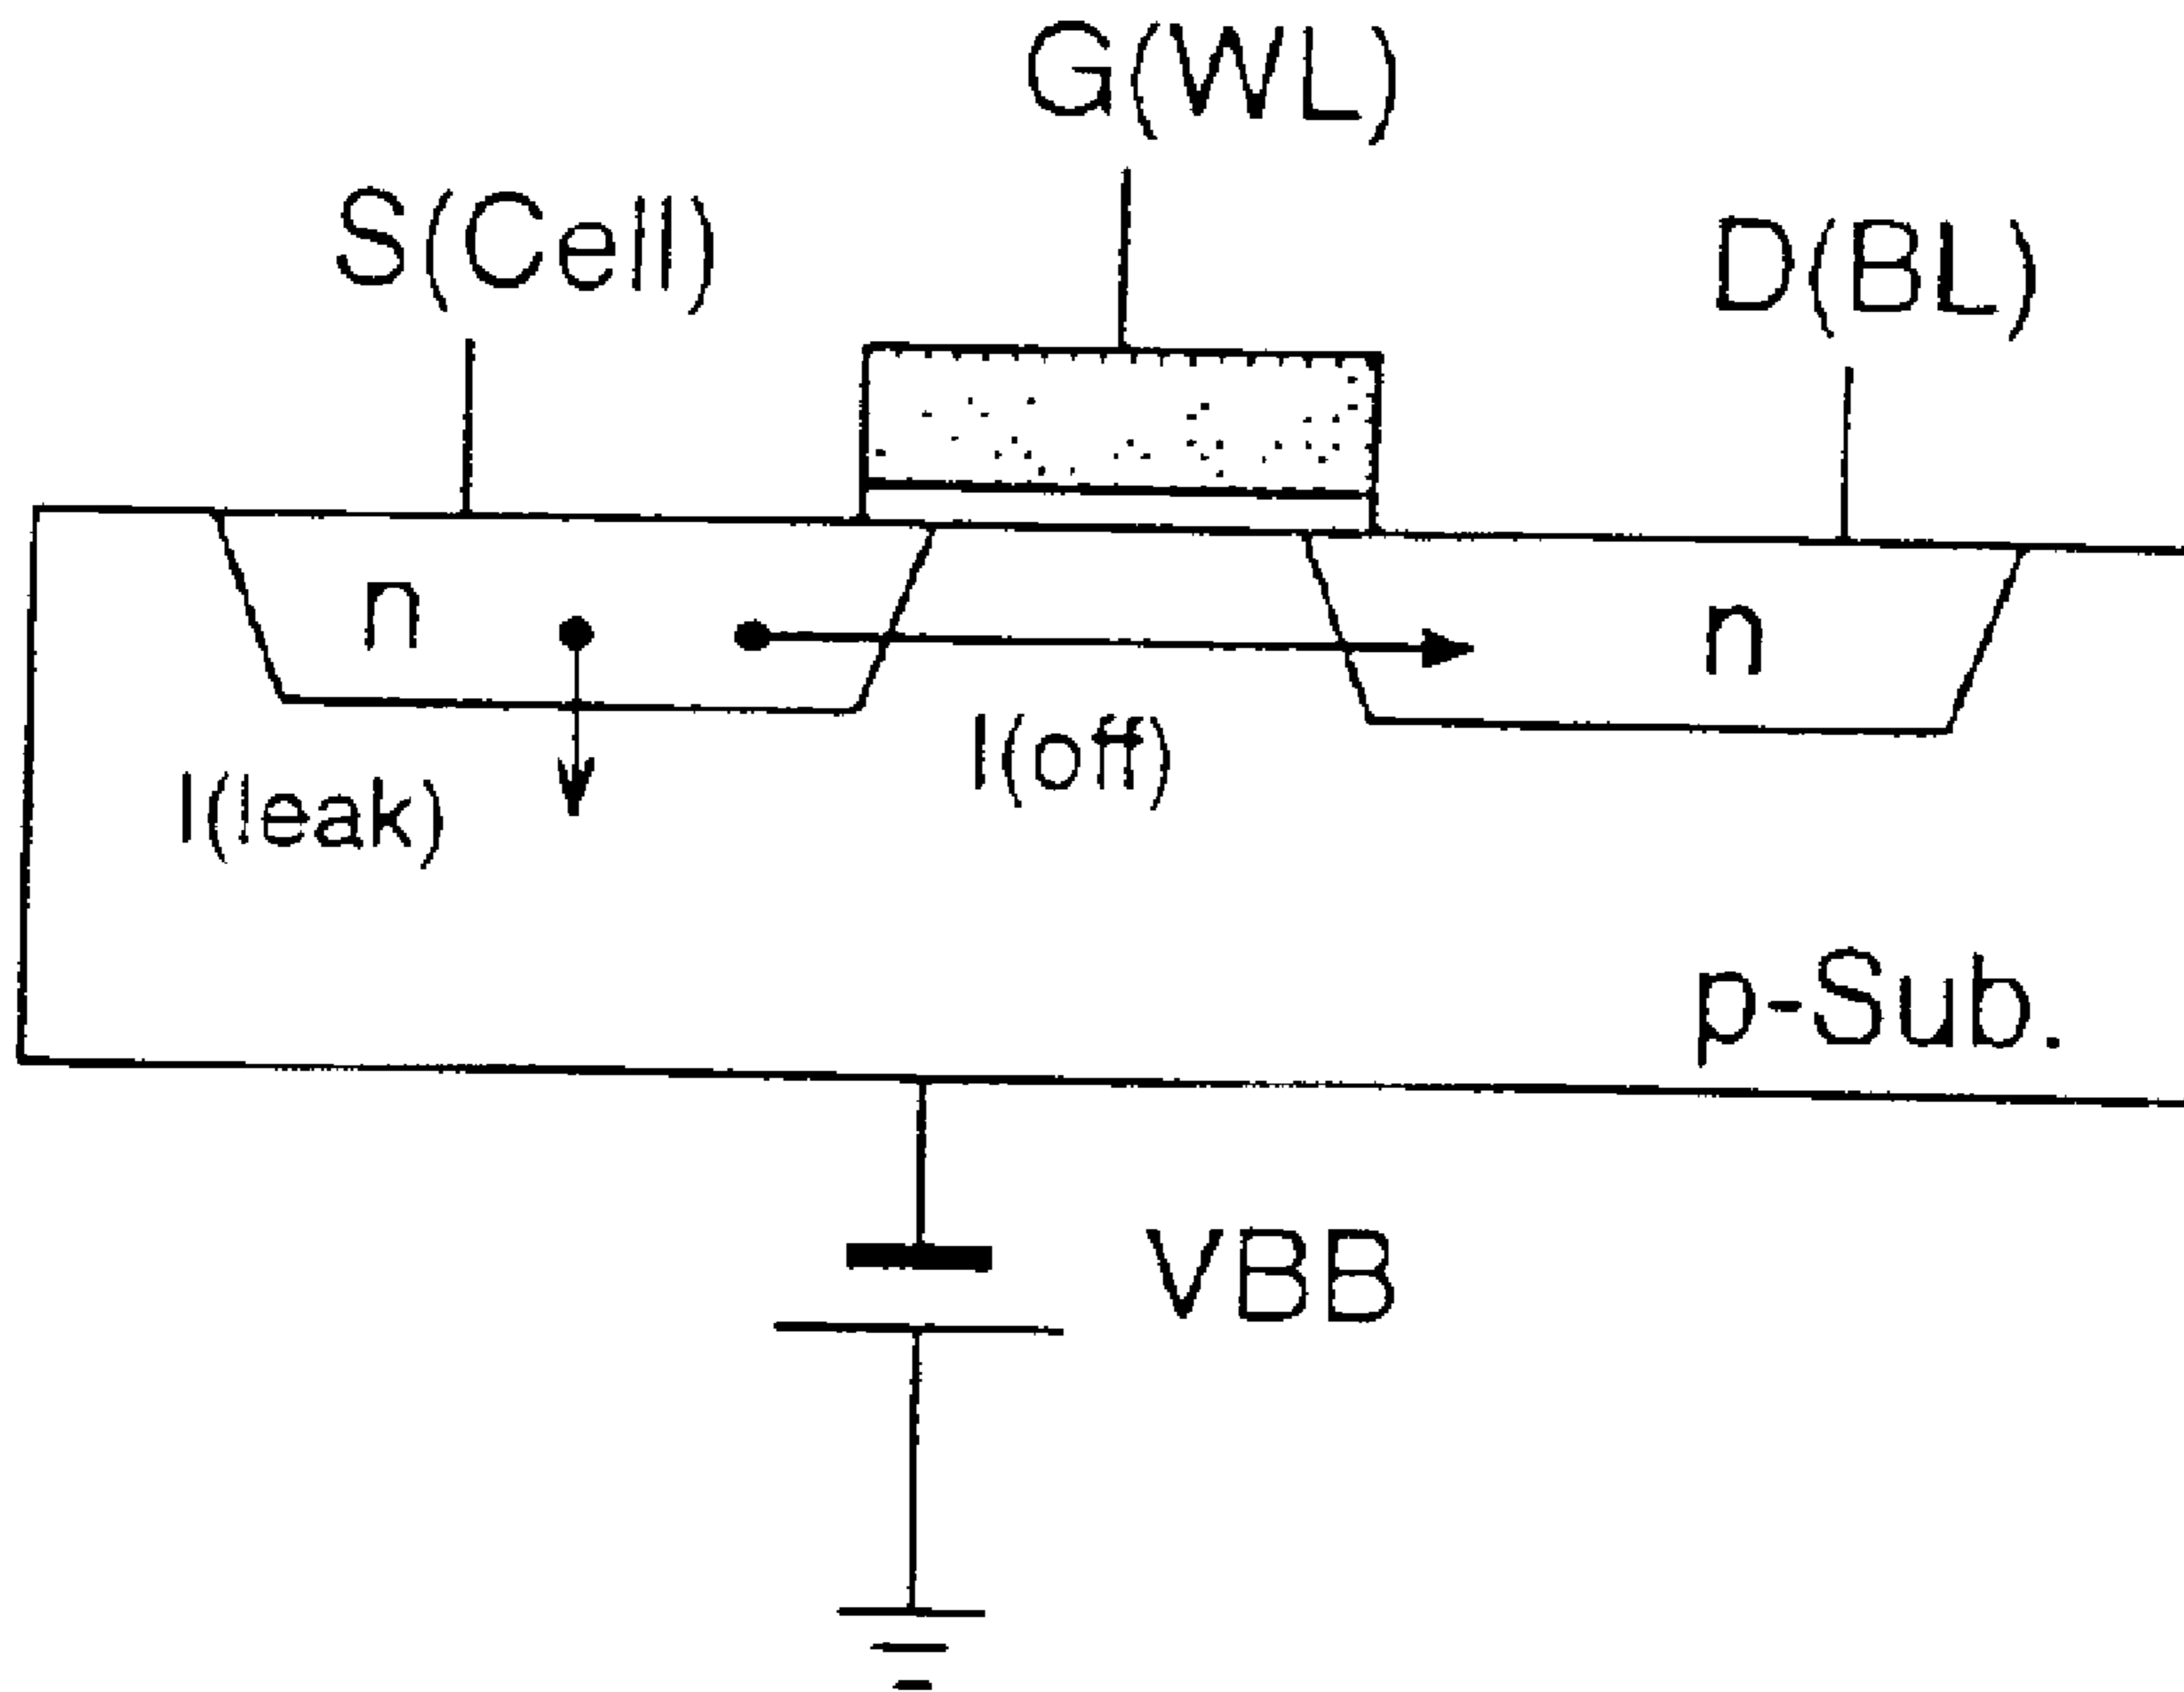 G(WL)
S(Cell)
D(BL)
n
n
I(off)
I(leak)
p-Sub.
VBB